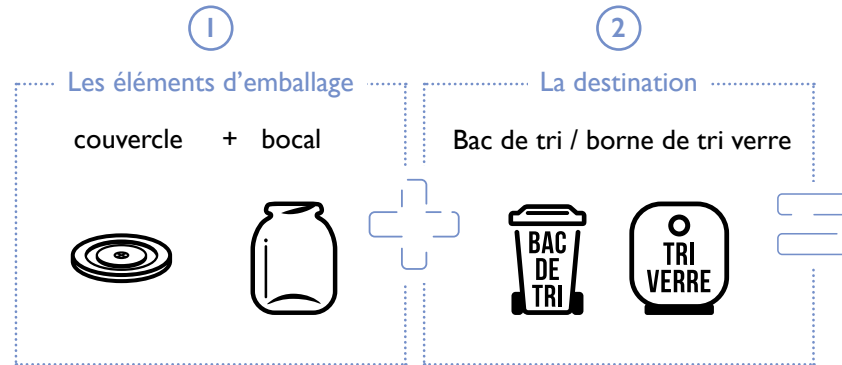 1
2
Les éléments d’emballage
La destination
couvercle + bocal
Bac de tri / borne de tri verre
BAC
DE
TRI
TRI
VERRE